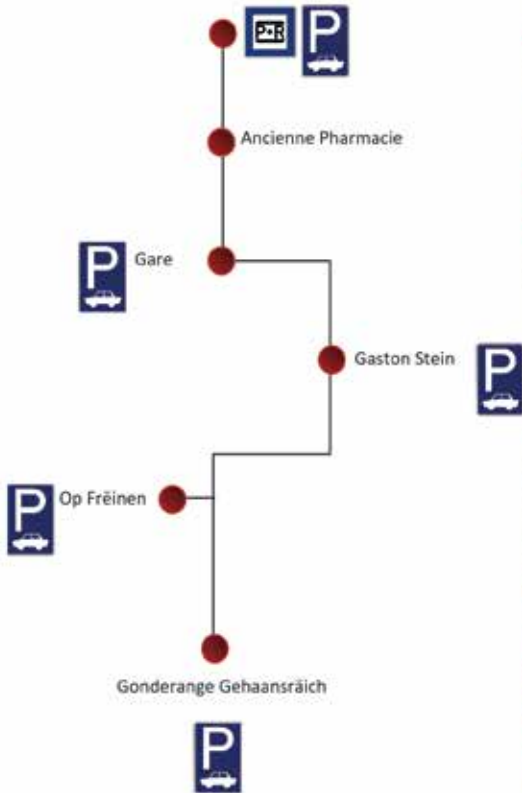 P+R P
Ancienne Pharmacie
P Gare
Gaston Stein P
P Op Frëinen
Gonderange Gehaansräich
P